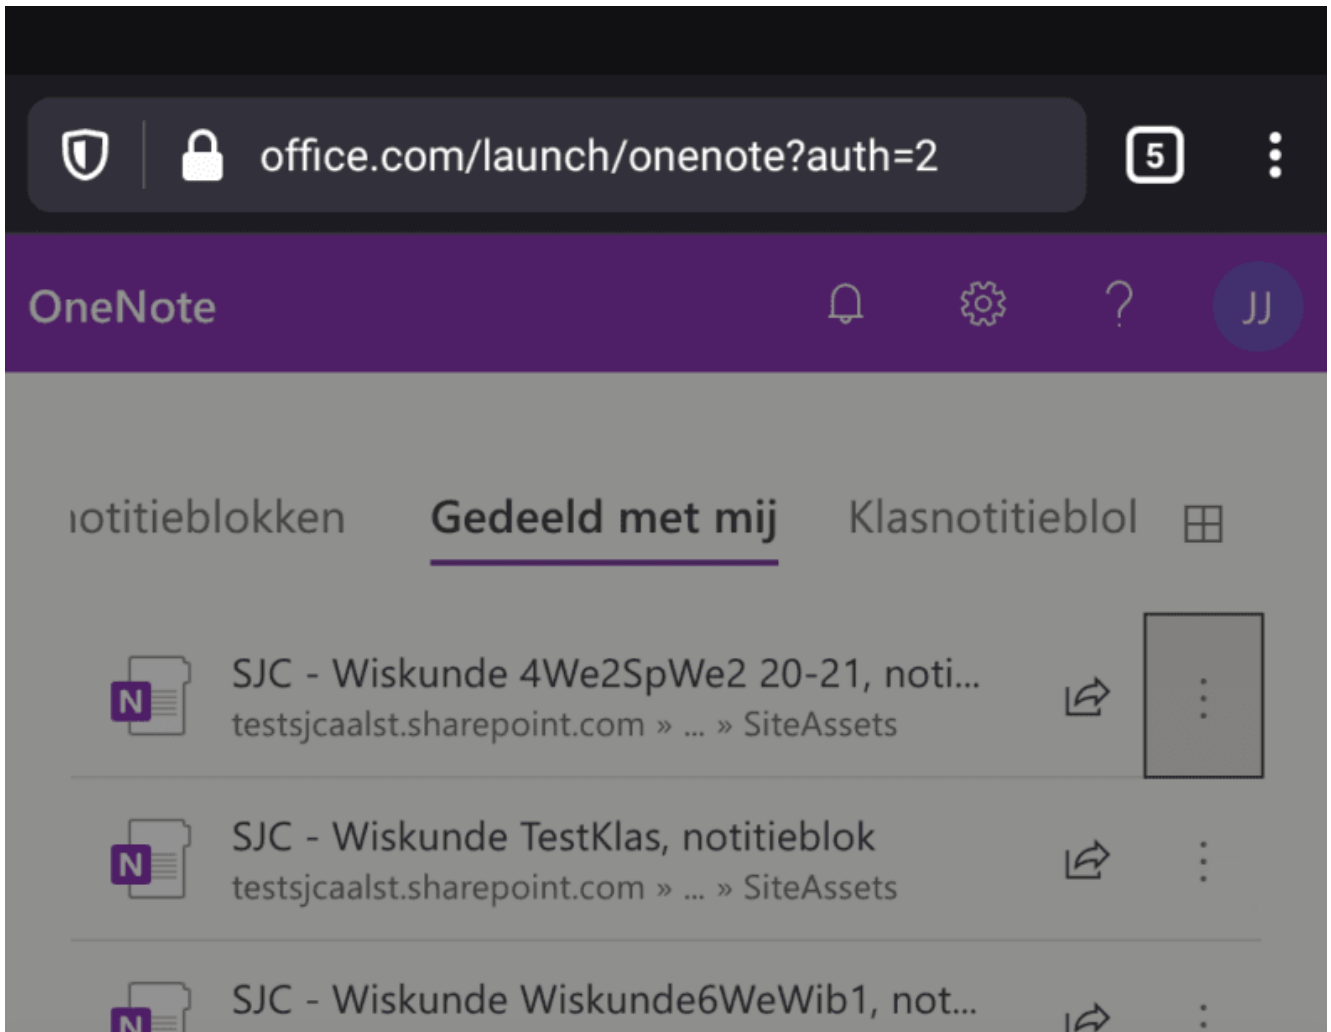 office.com/launch/onenote?auth=2
5
OneNote
JJ
notitieblokken
Gedeeld met mij
Klasnotitieblol
N
SJC - Wiskunde 4We2SpWe2 20-21, noti...
testsjcaalst.sharepoint.com » ... » SiteAssets
N
SJC - Wiskunde TestKlas, notitieblok
testsjcaalst.sharepoint.com » ... » SiteAssets
N
SJC - Wiskunde Wiskunde6WeWib1, not...